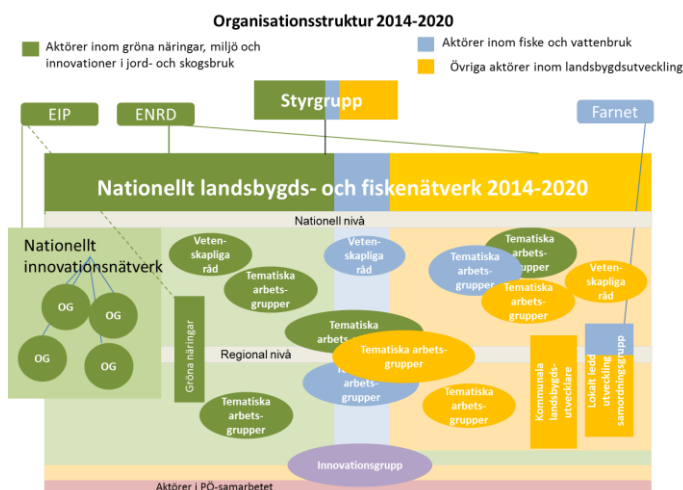 Organisationsstruktur 2014-2020
Aktörer inom gröna näringar, miljö och
innovationer i jord- och skogsbruk
Aktörer inom fiske och vattenbruk
Övriga aktörer inom landsbygdsutveckling
Styrgrupp
EIP
ENRD
Farnet
Nationellt landsbygds- och fiskenätverk 2014-2020
Nationell nivå
Nationellt
innovationsnätverk
OG
OG
OG
OG
Veten-
skapliga
råd
Tematiska
arbets-
grupper
Veten-
skapliga
råd
Tematiska
arbets-
grupper
Tematiska
arbets-
grupper
Tematiska
arbets-
grupper
Veten-
skapliga
råd
Gröna näringar
Tematiska
Tematiska arbets-
grupper
Regional nivå
arbets-
grupper
Tematiska
arbets-
grupper
Tematiska
arbets-
grupper
Kommunala
landsbygds-
utvecklare
Lokalt ledd
utveckling
samordningsgrupp
Innovationsgrupp
Aktörer i PÖ-samarbetet